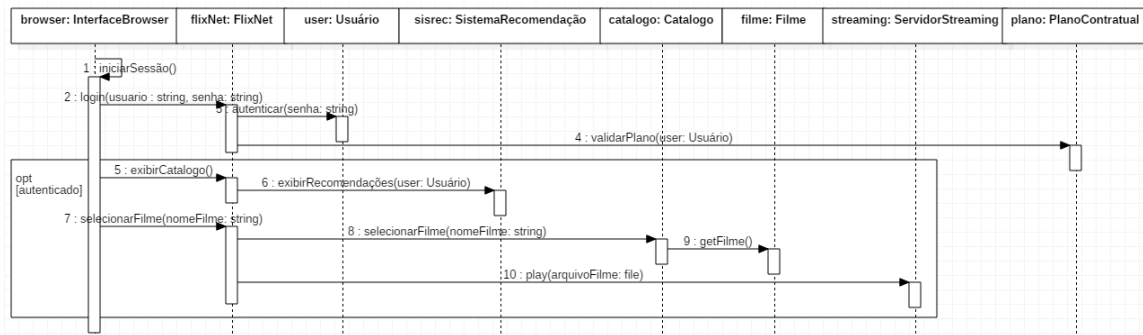 browser: InterfaceBrowser
flixNet: FlixNet
user: Usuário
sisrec: SistemaRecomendação
catalogo: Catalogo
filme: Filme
streaming: ServidorStreaming
plano: PlanoContratual
1 : iniciarSessão()
2 : login(usuario : string, senha: string)
3 : autenticar(senha: string)
4 : validarPlano(user: Usuário)
opt
[autenticado]
5 : exibirCatalogo()
6 : exibirRecomendações(user: Usuário)
7 : selecionarFilme(nomeFilme: string)
8 : selecionarFilme(nomeFilme: string)
9 : getFilme()
10 : play(arquivoFilme: file)